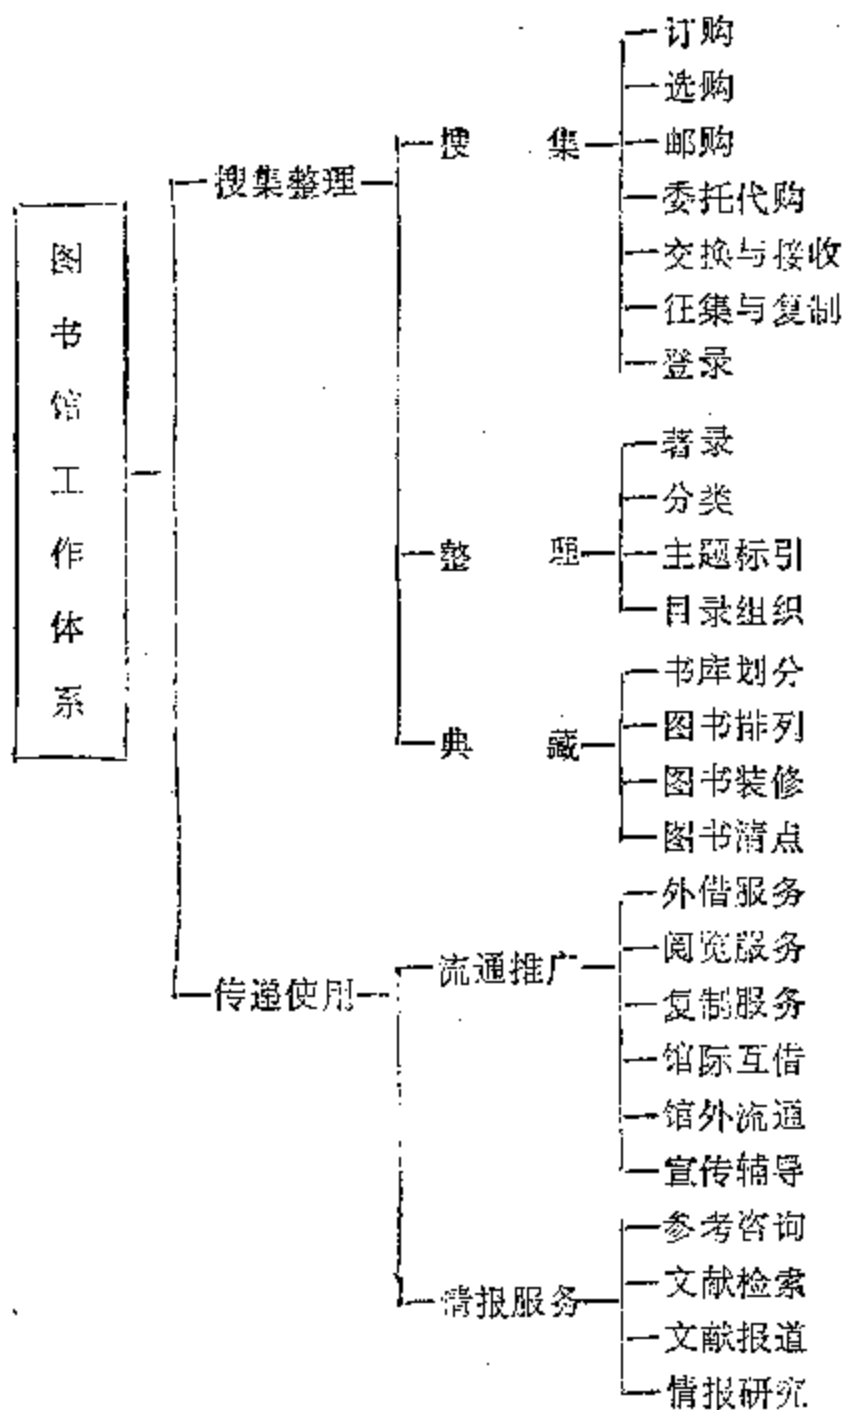 图书馆工作体系
搜集整理
搜集
订购
选购
邮购
委托代购
交换与接收
征集与复制
登录
整理
著录
分类
主题标引
目录组织
典藏
书库划分
图书排列
图书装修
图书清点
传递使用
流通推广
外借服务
阅览服务
复制服务
馆际互借
馆外流通
宣传辅导
情报服务
参考咨询
文献检索
文献报道
情报研究